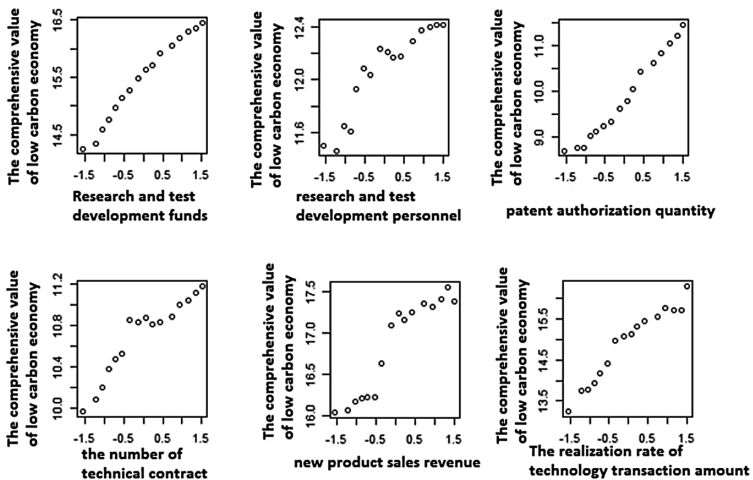 The comprehensive value
of low carbon economy
16.5
15.5
14.5
-1.5 -0.5 0.5 1.5
Research and test
development funds
The comprehensive value
of low carbon economy
12.4
12.0
11.6
-1.5 -0.5 0.5 1.5
research and test
development personnel
The comprehensive value
of low carbon economy
11.0
10.0
9.0
-1.5 -0.5 0.5 1.5
patent authorization quantity
The comprehensive value
of low carbon economy
11.2
10.8
10.4
10.0
-1.5 -0.5 0.5 1.5
the number of
technical contract
The comprehensive value
of low carbon economy
17.5
17.0
16.5
16.0
-1.5 -0.5 0.5 1.5
new product sales revenue
The comprehensive value
of low carbon economy
15.5
14.5
13.5
-1.5 -0.5 0.5 1.5
The realization rate of
technology transaction amount